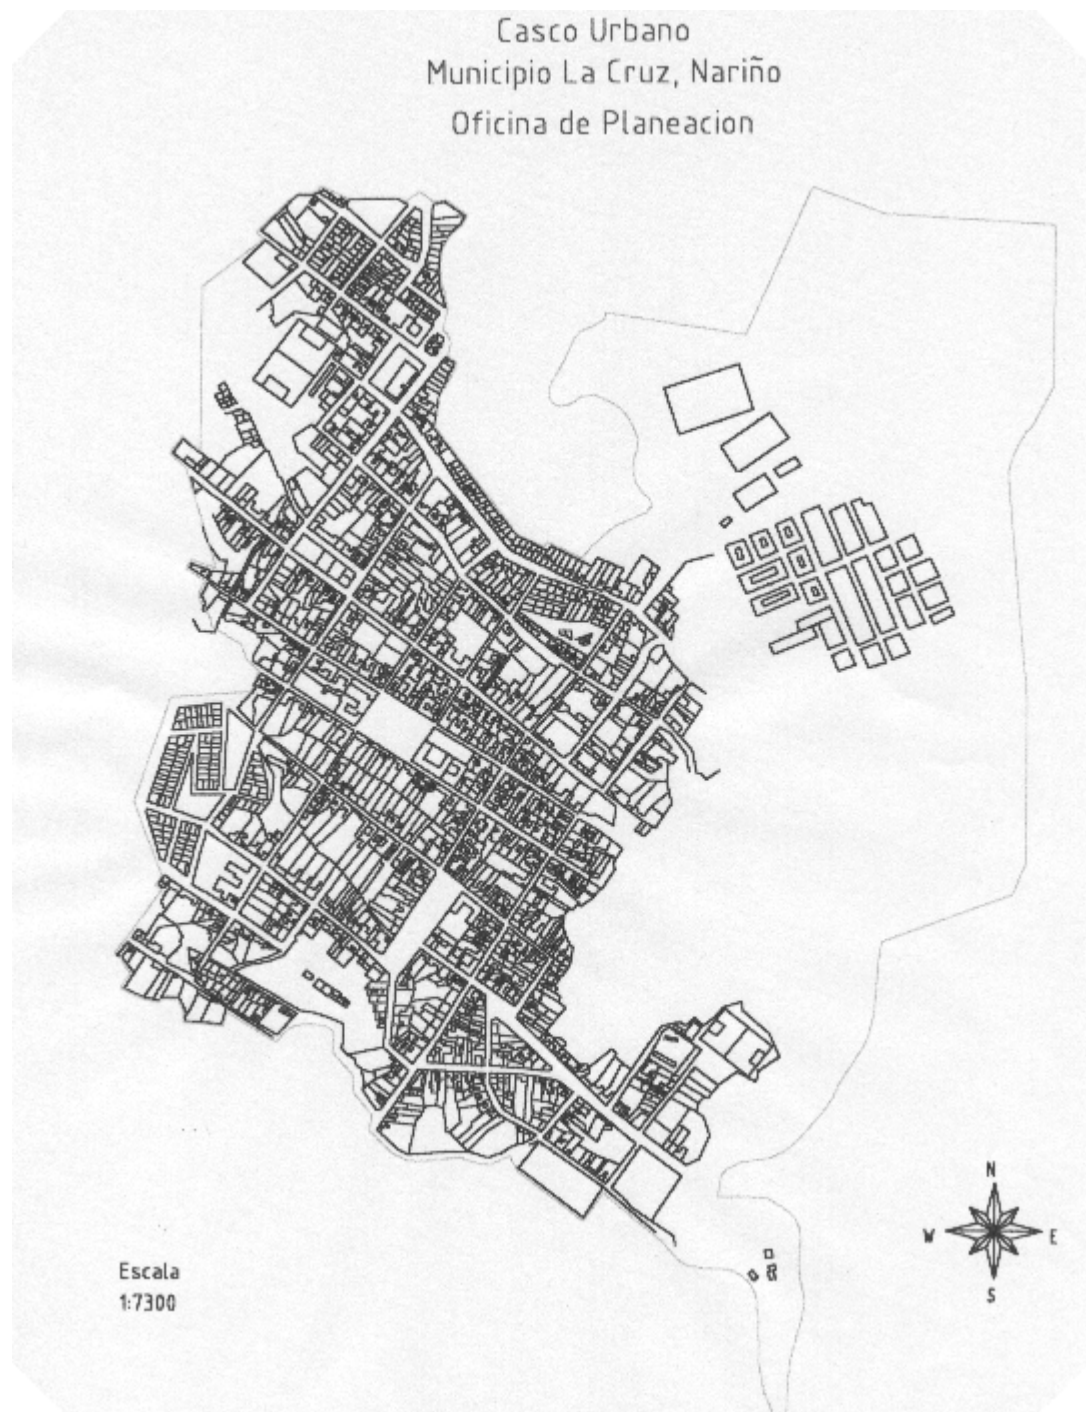 Casco Urbano
Municipio La Cruz, Nariño
Oficina de Planeacion
N
W E
S
Escala
1:7300